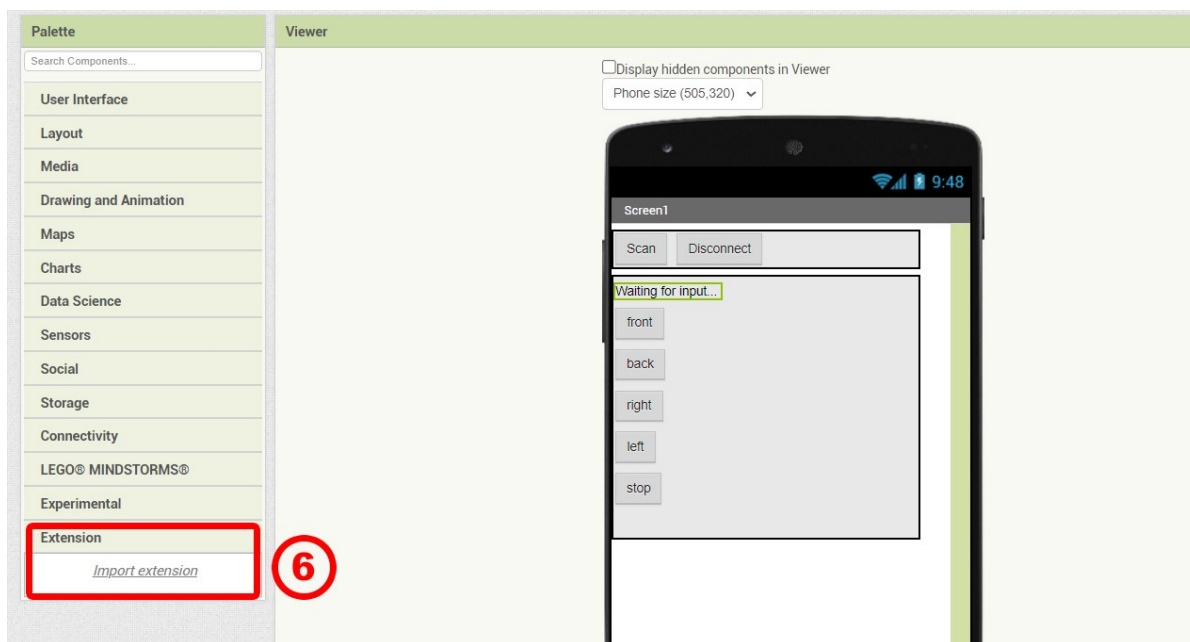 Palette
Viewer
Search Components...
Display hidden components in Viewer
Phone size (505,320)
User Interface
Layout
Media
Drawing and Animation
Maps
Charts
Data Science
Sensors
Social
Storage
Connectivity
LEGO® MINDSTORMS®
Experimental
Extension
Import extension
6
9:48
Screen1
Scan Disconnect
Waiting for input...
front
back
right
left
stop